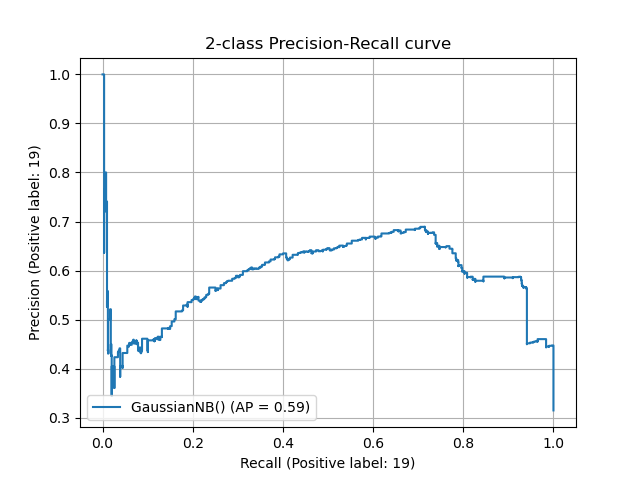 2-class Precision-Recall curve
Precision (Positive label: 19)
1.0
0.9
0.8
0.7
0.6
0.5
0.4
0.3
GaussianNB() (AP = 0.59)
0.0 0.2 0.4 0.6 0.8 1.0
Recall (Positive label: 19)